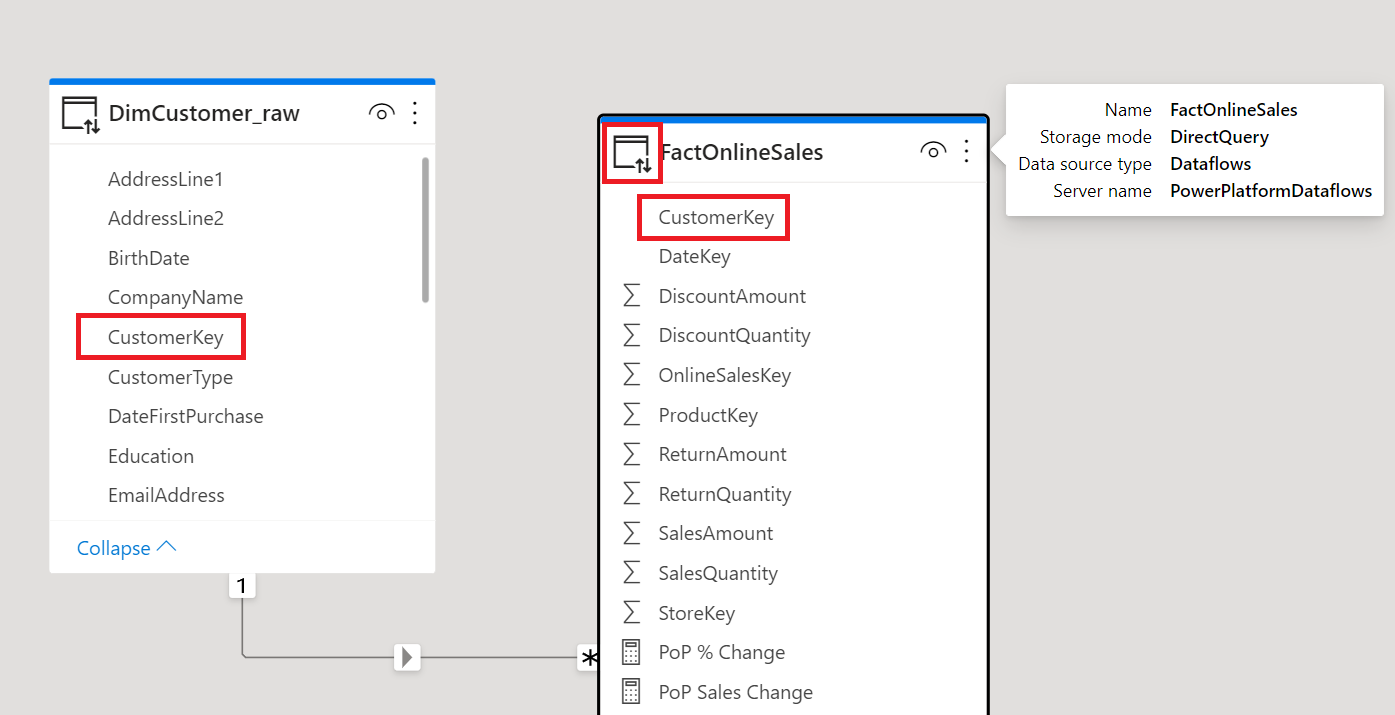 DimCustomer_raw
AddressLine1
AddressLine2
BirthDate
CompanyName
CustomerKey
CustomerType
DateFirstPurchase
Education
EmailAddress
Collapse
1
*
FactOnlineSales
CustomerKey
DateKey
DiscountAmount
DiscountQuantity
OnlineSalesKey
ProductKey
ReturnAmount
ReturnQuantity
SalesAmount
SalesQuantity
StoreKey
PoP % Change
PoP Sales Change
Name FactOnlineSales
Storage mode DirectQuery
Data source type Dataflows
Server name PowerPlatformDataflows